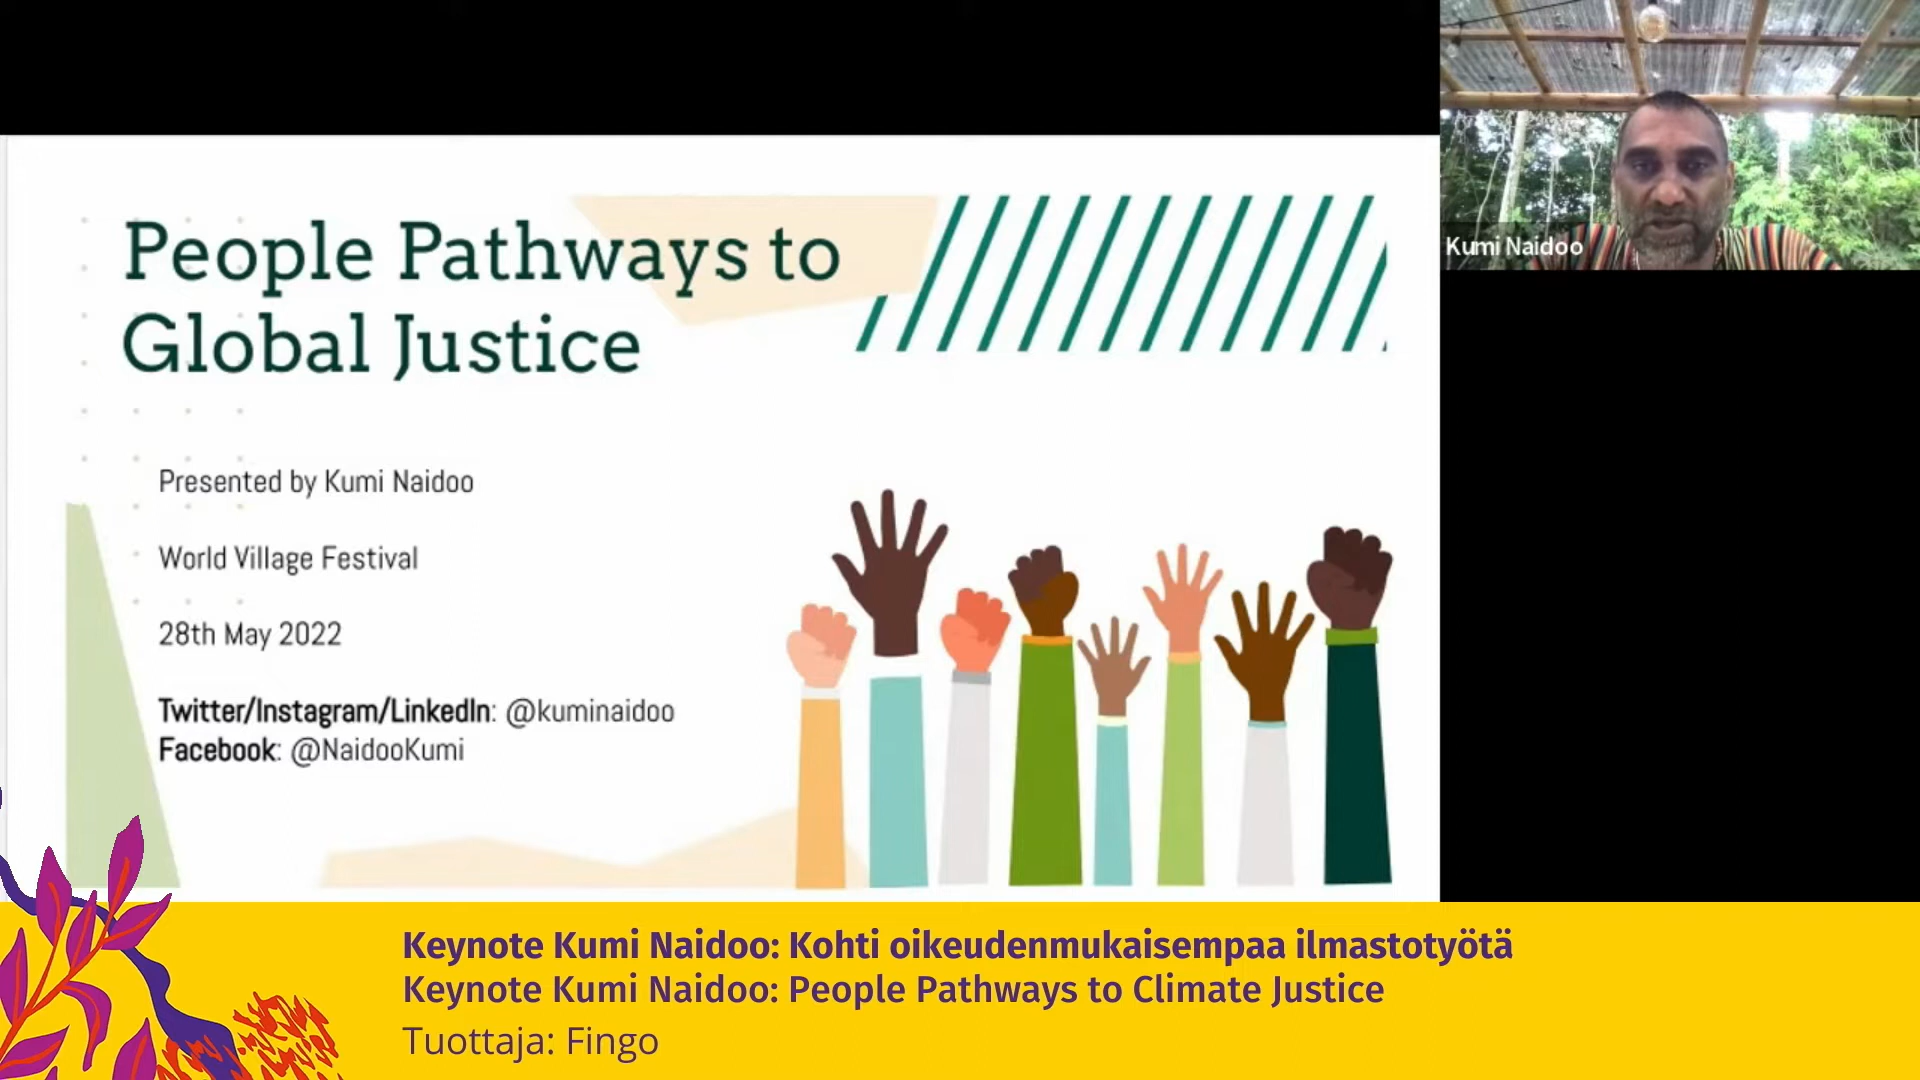 People Pathways to
Global Justice
Presented by Kumi Naidoo
World Village Festival
28th May 2022
Twitter/Instagram/LinkedIn: @kuminaidoo
Facebook: @NaidooKumi
Kumi Naidoo
Keynote Kumi Naidoo: Kohti oikeudenmukaisempaa ilmastotyötä
Keynote Kumi Naidoo: People Pathways to Climate Justice
Tuottaja: Fingo